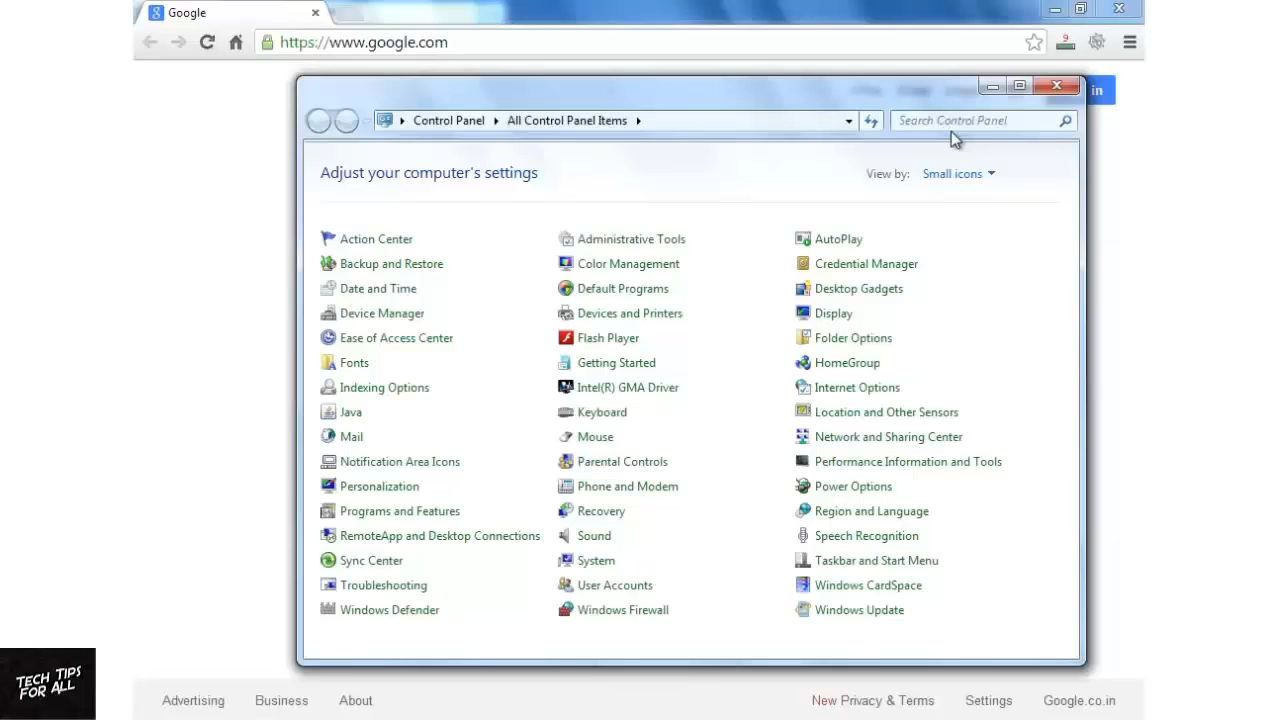 Google
https://www.google.com
9
in
Control Panel
All Control Panel Items
Search Control Panel
Adjust your computer's settings
View by:
Small icons
Action Center
Administrative Tools
AutoPlay
Backup and Restore
Color Management
Credential Manager
Date and Time
Default Programs
Desktop Gadgets
Device Manager
Devices and Printers
Display
Ease of Access Center
Flash Player
Folder Options
Fonts
Getting Started
HomeGroup
Indexing Options
Intel(R) GMA Driver
Internet Options
Java
Keyboard
Location and Other Sensors
Mail
Mouse
Network and Sharing Center
Notification Area Icons
Parental Controls
Performance Information and Tools
Personalization
Phone and Modem
Power Options
Programs and Features
Recovery
Region and Language
RemoteApp and Desktop Connections
Sound
Speech Recognition
Sync Center
System
Taskbar and Start Menu
Troubleshooting
User Accounts
Windows CardSpace
Windows Defender
Windows Firewall
Windows Update
TECH TIPS
FOR ALL
Advertising
Business
About
New Privacy & Terms
Settings
Google.co.in